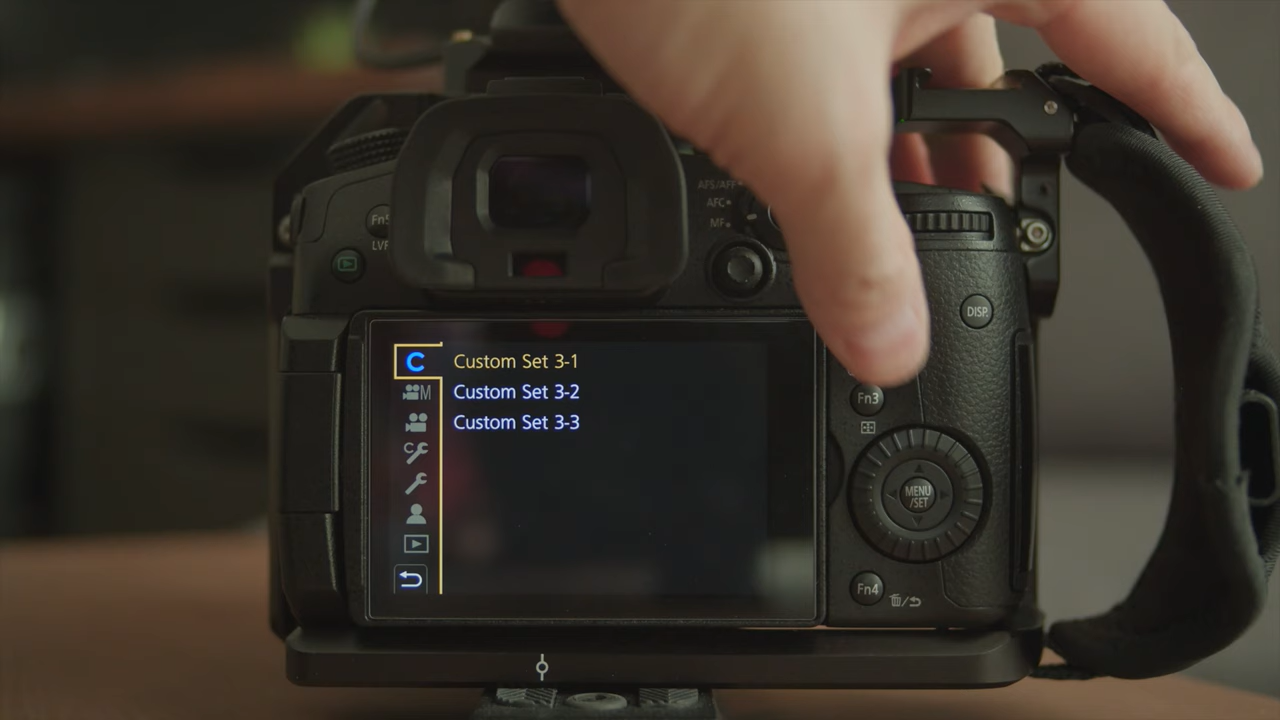 AFS/AFF
AFC
MF
Fn5
LVF
DISP.
C
Custom Set 3-1
M
Custom Set 3-2
Custom Set 3-3
C
Fn3
MENU
/SET
Fn4